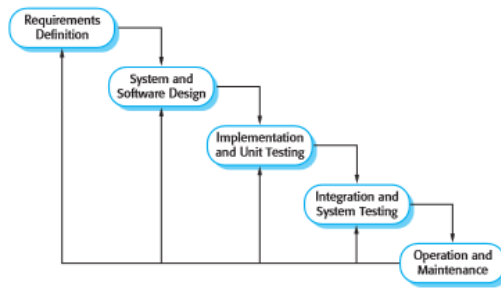 Requirements
Definition
System and
Software Design
Implementation
and Unit Testing
Integration and
System Testing
Operation and
Maintenance